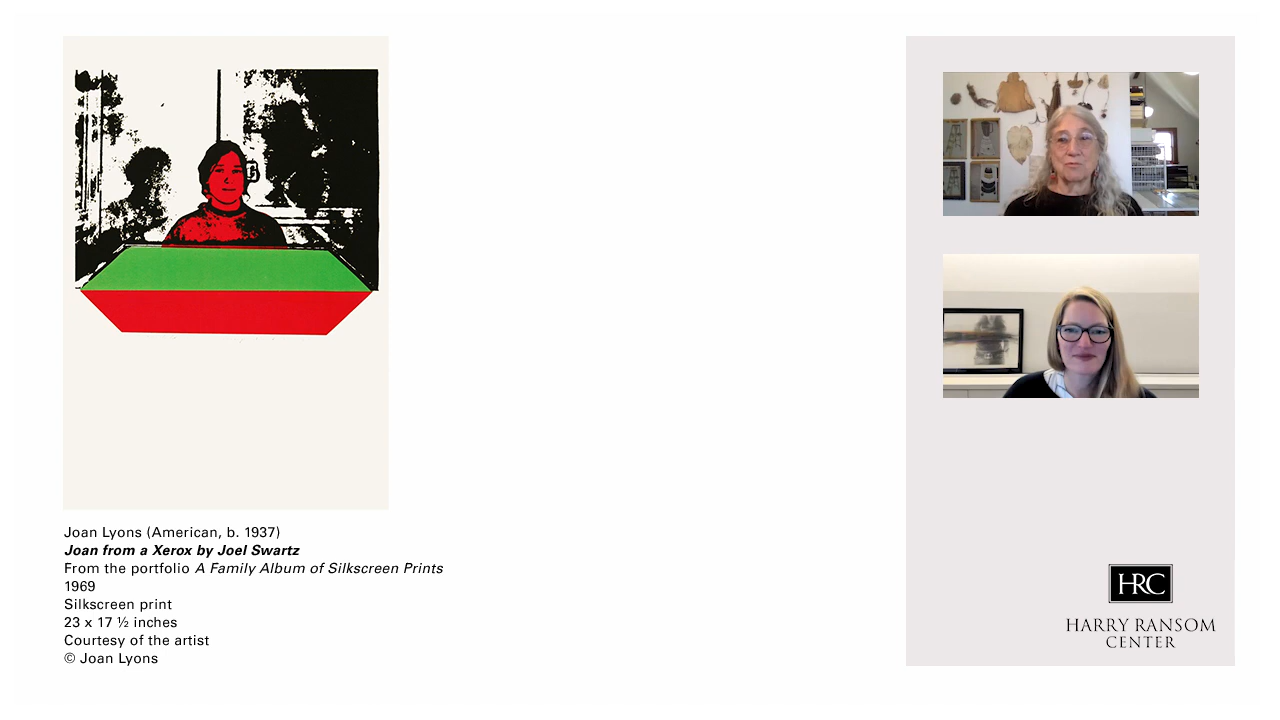 Joan Lyons (American, b. 1937)
Joan from a Xerox by Joel Swartz
From the portfolio A Family Album of Silkscreen Prints
1969
Silkscreen print
23 x 17 ½ inches
Courtesy of the artist
© Joan Lyons
HRC
HARRY RANSOM
CENTER